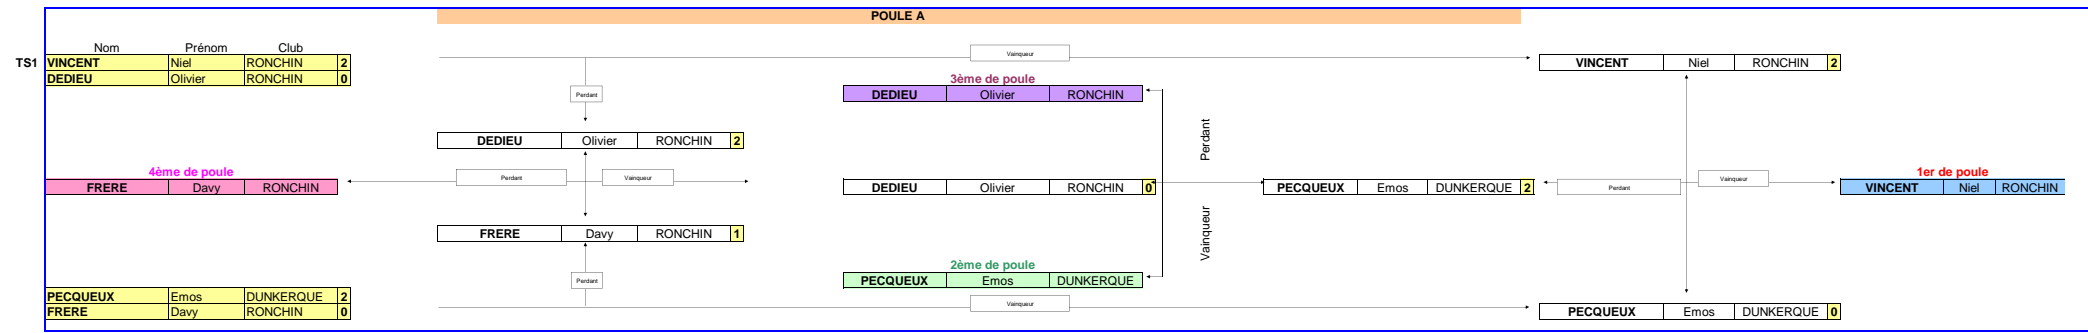 POULE A
Nom Prénom Club
Vainqueur
TS1 VINCENT Niel RONCHIN 2
VINCENT Niel RONCHIN 2
DEDIEU Olivier RONCHIN 0
3ème de poule
Perdant
DEDIEU Olivier RONCHIN
Perdant
DEDIEU Olivier RONCHIN 2
4ème de poule
1er de poule
Perdant
Vainqueur
Vainqueur
FRERE Davy RONCHIN
DEDIEU Olivier RONCHIN 0
PECQUEUX Emos DUNKERQUE 2
Perdant
VINCENT Niel RONCHIN
Vainqueur
FRERE Davy RONCHIN 1
2ème de poule
Perdant
PECQUEUX Emos DUNKERQUE
PECQUEUX Emos DUNKERQUE 2
Vainqueur
FRERE Davy RONCHIN 0
PECQUEUX Emos DUNKERQUE 0